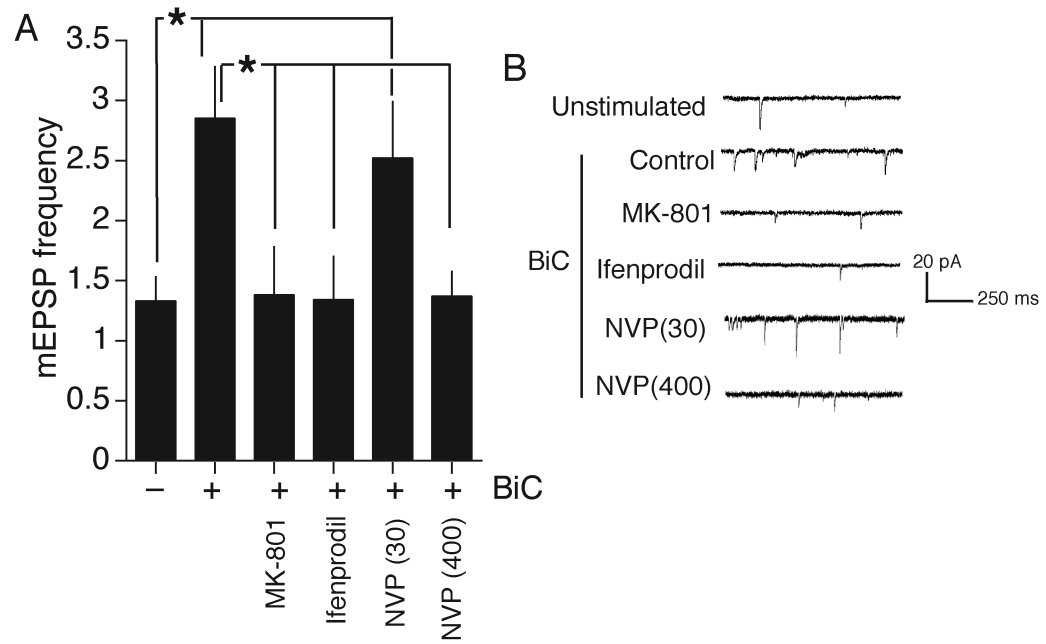 A
*
*
3.5
3
2.5
2
1.5
1
0.5
0
mEPSP frequency
– + + + + + BiC
MK-801
Ifenprodil
NVP (30)
NVP (400)
B
Unstimulated
Control
MK-801
BiC
Ifenprodil
NVP(30)
NVP(400)
20 pA
250 ms